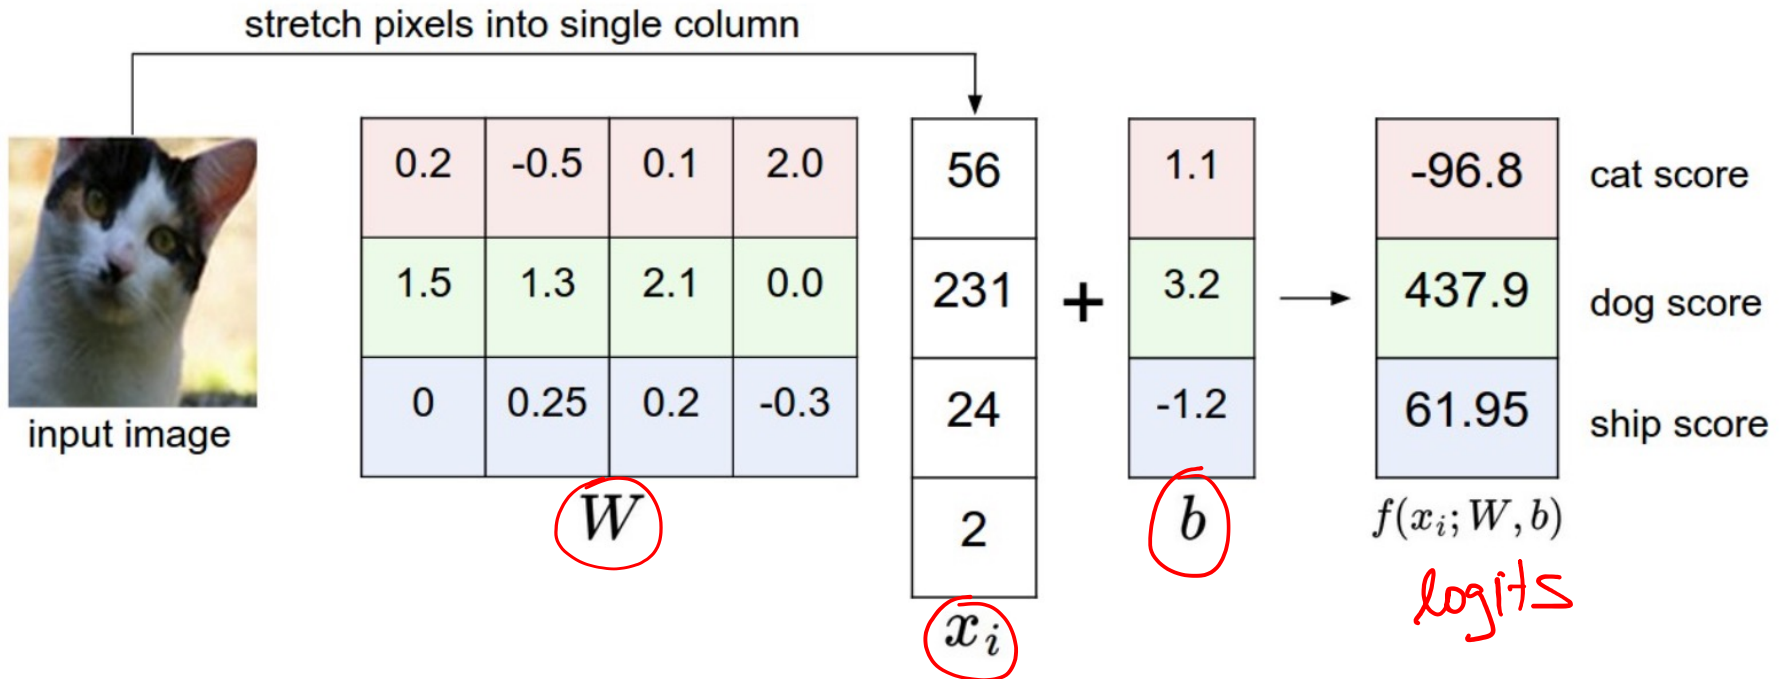 stretch pixels into single column
input image
0.2 -0.5 0.1 2.0
1.5 1.3 2.1 0.0
0 0.25 0.2 -0.3
W
56
231
24
2
x_i
+
1.1
3.2
-1.2
b
-96.8 cat score
437.9 dog score
61.95 ship score
f(x_i; W, b)
logits